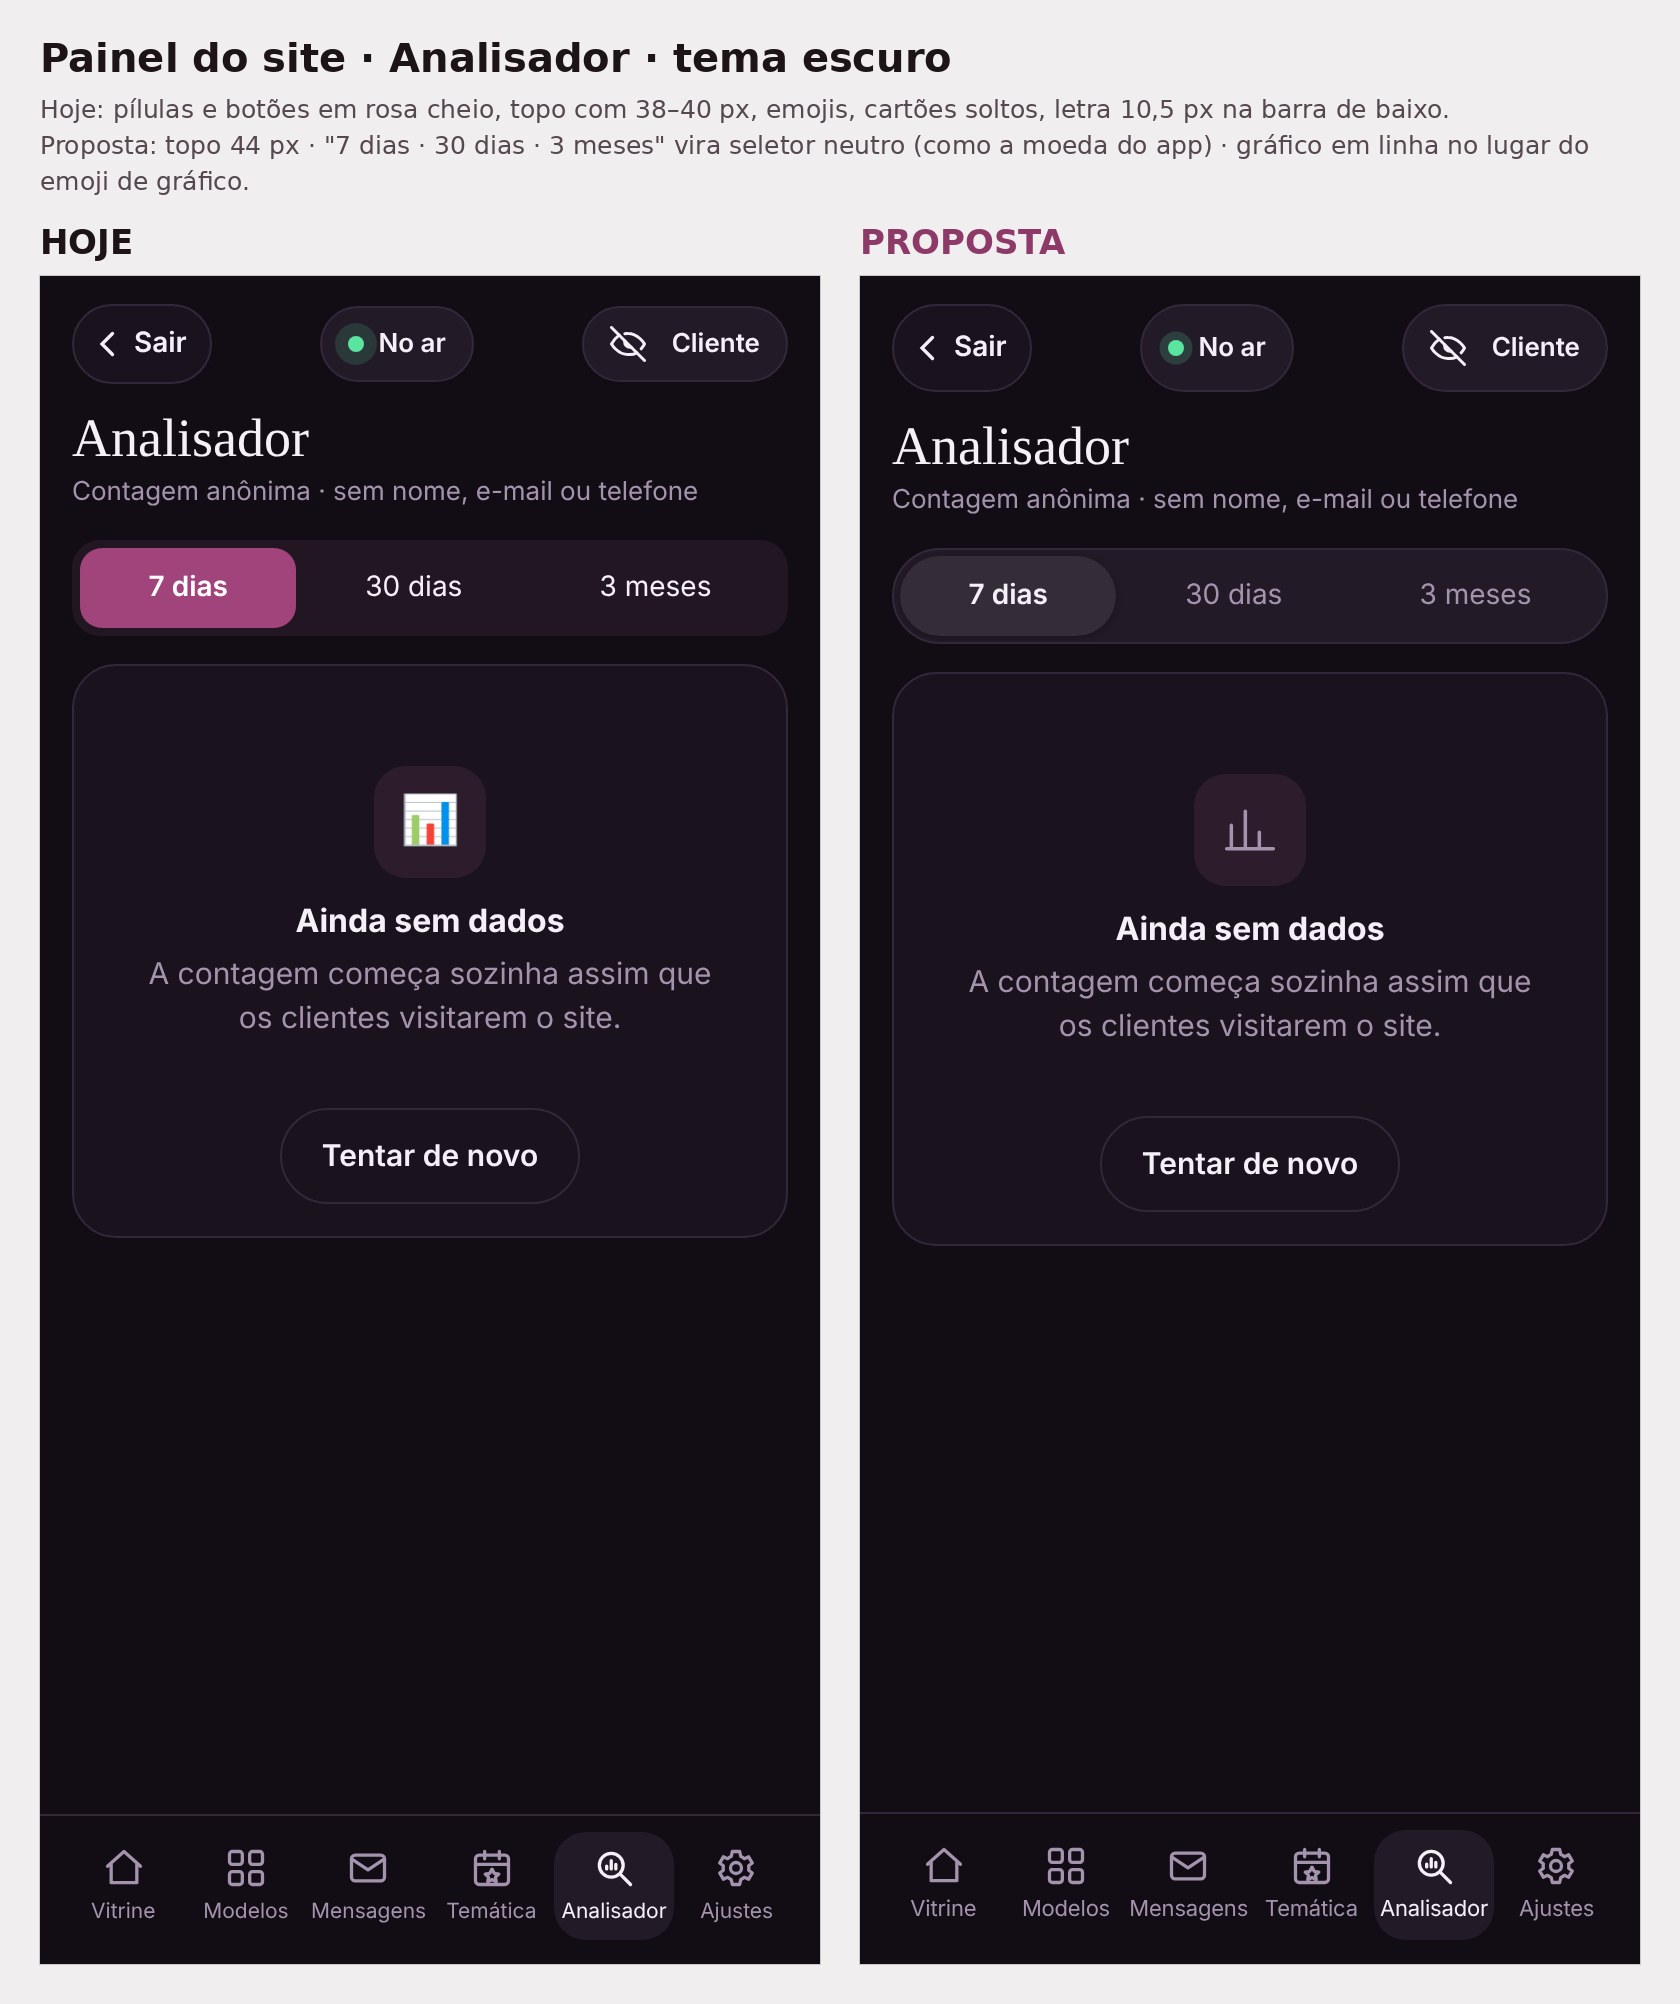 Painel do site · Analisador · tema escuro
Hoje: pílulas e botões em rosa cheio, topo com 38–40 px, emojis, cartões soltos, letra 10,5 px na barra de baixo.
Proposta: topo 44 px · "7 dias · 30 dias · 3 meses" vira seletor neutro (como a moeda do app) · gráfico em linha no lugar do
emoji de gráfico.
HOJE
Sair
No ar
Cliente
Analisador
Contagem anônima · sem nome, e-mail ou telefone
7 dias
30 dias
3 meses
Ainda sem dados
A contagem começa sozinha assim que
os clientes visitarem o site.
Tentar de novo
Vitrine
Modelos
Mensagens
Temática
Analisador
Ajustes
PROPOSTA
Sair
No ar
Cliente
Analisador
Contagem anônima · sem nome, e-mail ou telefone
7 dias
30 dias
3 meses
Ainda sem dados
A contagem começa sozinha assim que
os clientes visitarem o site.
Tentar de novo
Vitrine
Modelos
Mensagens
Temática
Analisador
Ajustes